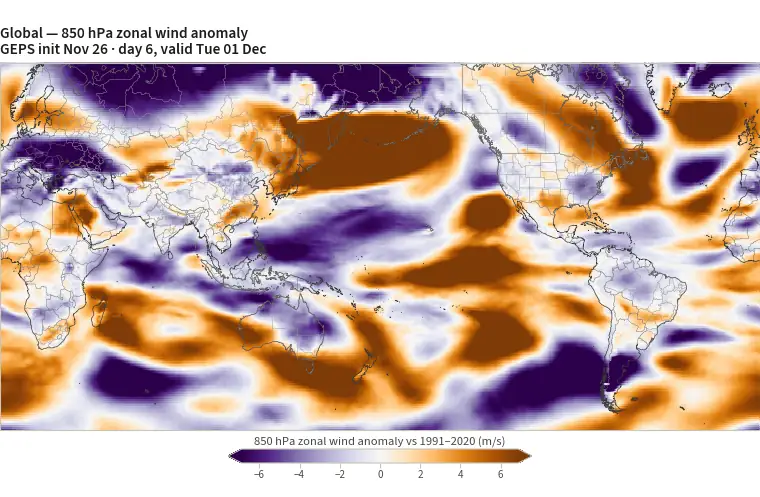 Global — 850 hPa zonal wind anomaly
GEPS init Nov 26 · day 6, valid Tue 01 Dec
850 hPa zonal wind anomaly vs 1991–2020 (m/s)
−6 −4 −2 0 2 4 6